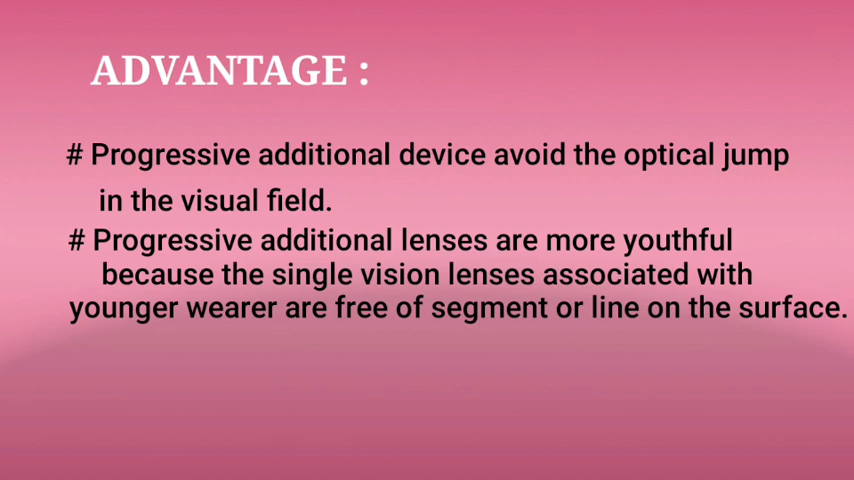 ADVANTAGE :
# Progressive additional device avoid the optical jump
in the visual field.
# Progressive additional lenses are more youthful
because the single vision lenses associated with
younger wearer are free of segment or line on the surface.